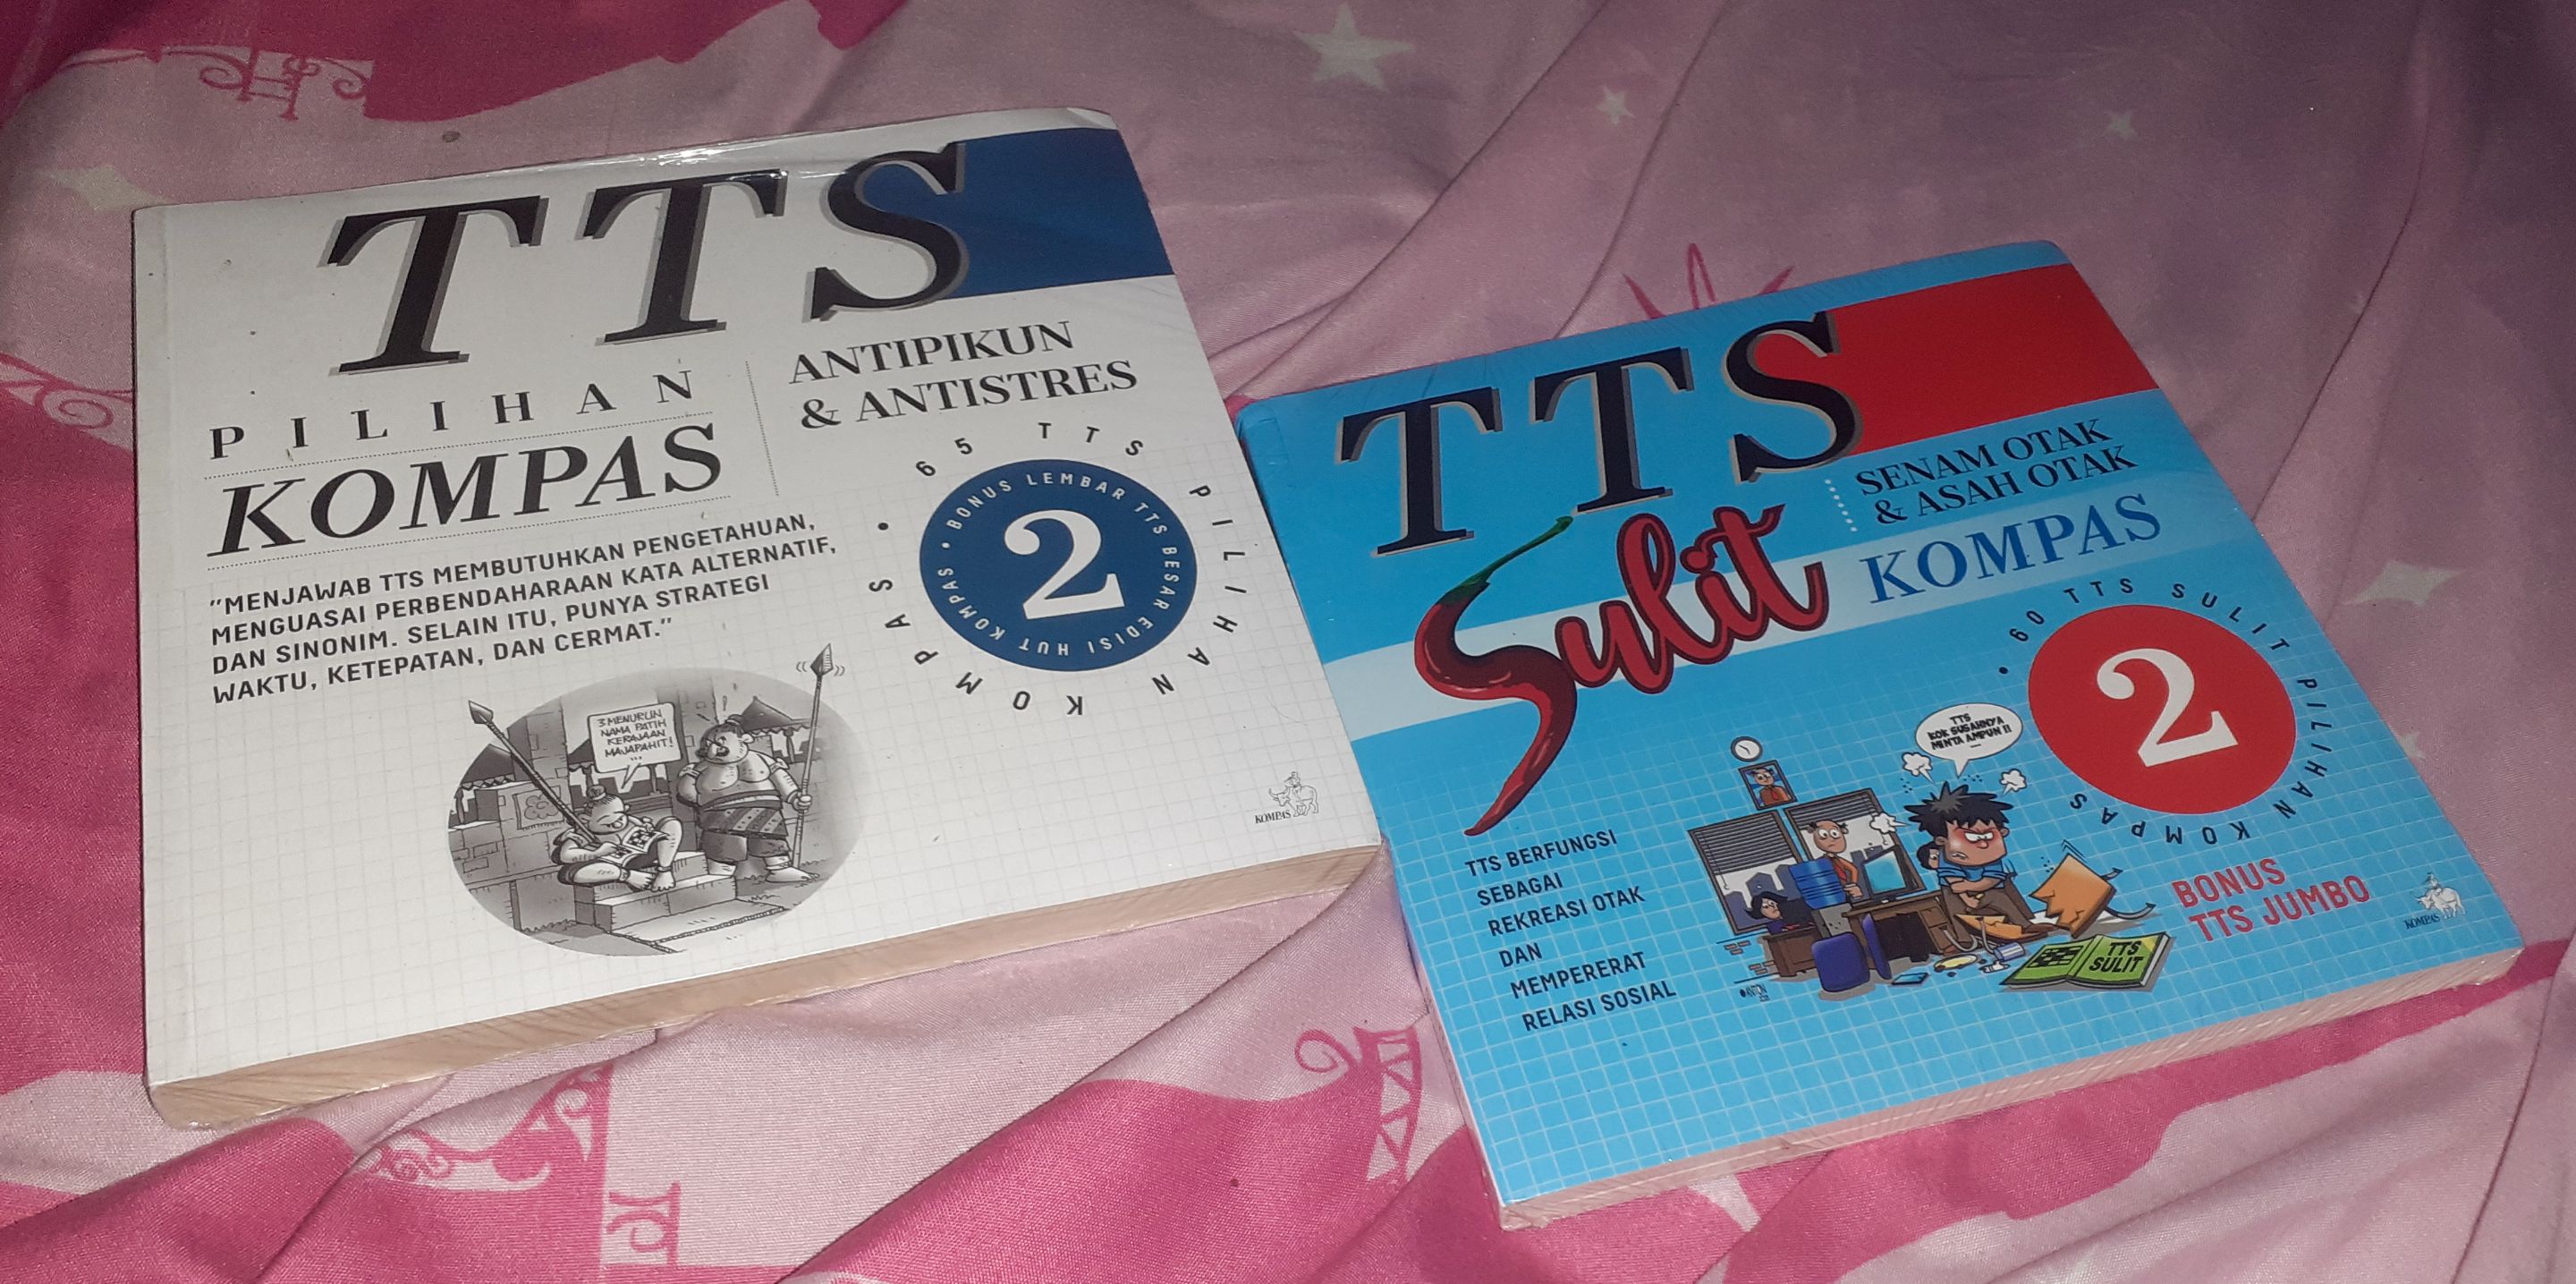 TTS
PILIHAN
KOMPAS
ANTIPIKUN
& ANTISTRES
"MENJAWAB TTS MEMBUTUHKAN PENGETAHUAN,
MENGUASAI PERBENDAHARAAN KATA ALTERNATIF,
DAN SINONIM. SELAIN ITU, PUNYA STRATEGI
WAKTU, KETEPATAN, DAN CERMAT."
65 TTS PILIHAN KOMPAS •
BONUS LEMBAR TTS BESAR EDISI HUT KOMPAS •
2
3 MENURUN
NAMA PATIH
KERAJAAN
MAJAPAHIT!
...
KOMPAS
TTS
Sulit
SENAM OTAK
& ASAH OTAK
KOMPAS
• 60 TTS SULIT PILIHAN KOMPAS
2
TTS
KOK SUSAHNYA
MINTA AMPUN!!
TTS BERFUNGSI
SEBAGAI
REKREASI OTAK
DAN
MEMPERERAT
RELASI SOSIAL
TTS
SULIT
BONUS
TTS JUMBO
KOMPAS